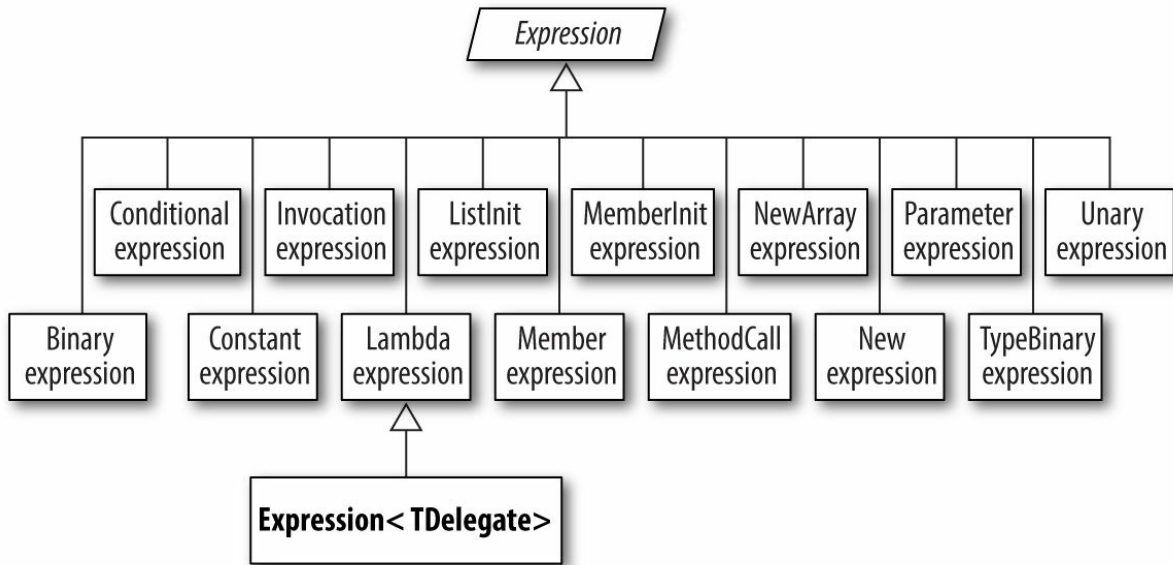 Expression
Conditional
expression
Invocation
expression
ListInit
expression
MemberInit
expression
NewArray
expression
Parameter
expression
Unary
expression
Binary
expression
Constant
expression
Lambda
expression
Member
expression
MethodCall
expression
New
expression
TypeBinary
expression
Expression< TDelegate>